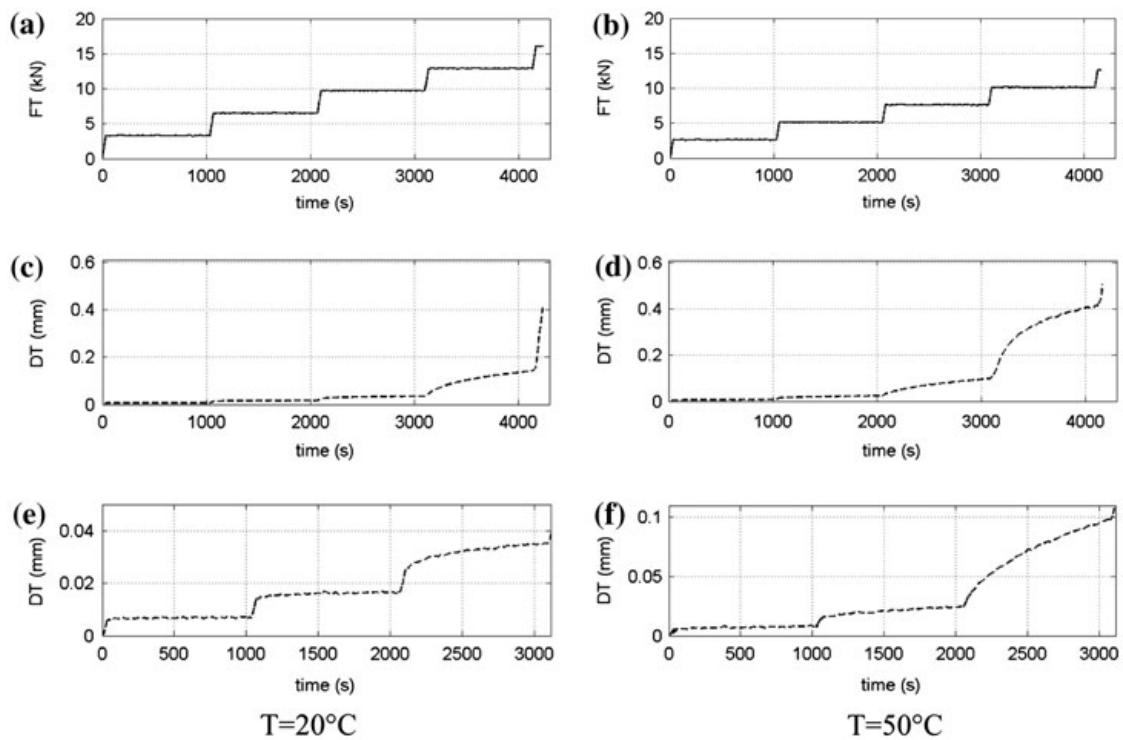 (a)
FT (kN)
20
15
10
5
0
0 1000 2000 3000 4000
time (s)
(b)
FT (kN)
20
15
10
5
0
0 1000 2000 3000 4000
time (s)
(c)
DT (mm)
0.6
0.4
0.2
0
0 1000 2000 3000 4000
time (s)
(d)
DT (mm)
0.6
0.4
0.2
0
0 1000 2000 3000 4000
time (s)
(e)
DT (mm)
0.04
0.02
0
0 500 1000 1500 2000 2500 3000
time (s)
(f)
DT (mm)
0.1
0.05
0
0 500 1000 1500 2000 2500 3000
time (s)
T=20°C
T=50°C